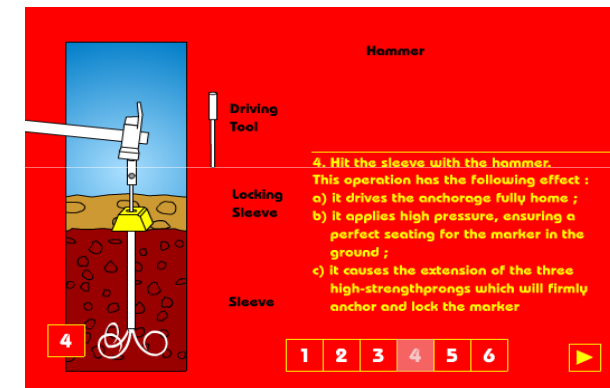 Hammer
Driving
Tool
4. Hit the sleeve with the hammer.
This operation has the following effect :
a) it drives the anchorage fully home ;
Locking
Sleeve
b) it applies high pressure, ensuring a
perfect seating for the marker in the
ground ;
c) it causes the extension of the three
high-strengthprongs which will firmly
anchor and lock the marker
Sleeve
4
1 2 3 4 5 6